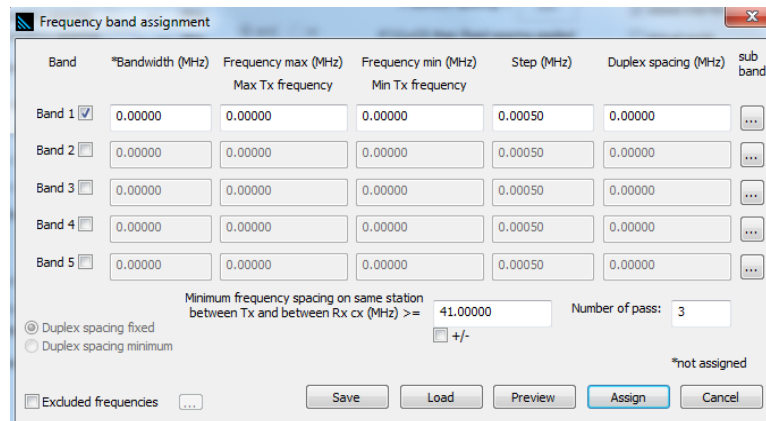 Frequency band assignment
Band *Bandwidth (MHz) Frequency max (MHz) Frequency min (MHz) Step (MHz) Duplex spacing (MHz) sub band
Max Tx frequency Min Tx frequency
Band 1 0.00000 0.00000 0.00000 0.00050 0.00000 ...
Band 2 0.00000 0.00000 0.00000 0.00050 0.00000 ...
Band 3 0.00000 0.00000 0.00000 0.00050 0.00000 ...
Band 4 0.00000 0.00000 0.00000 0.00050 0.00000 ...
Band 5 0.00000 0.00000 0.00000 0.00050 0.00000 ...
Minimum frequency spacing on same station
between Tx and between Rx cx (MHz) >= 41.00000 Number of pass: 3
+/-
Duplex spacing fixed
Duplex spacing minimum
*not assigned
Excluded frequencies ... Save Load Preview Assign Cancel